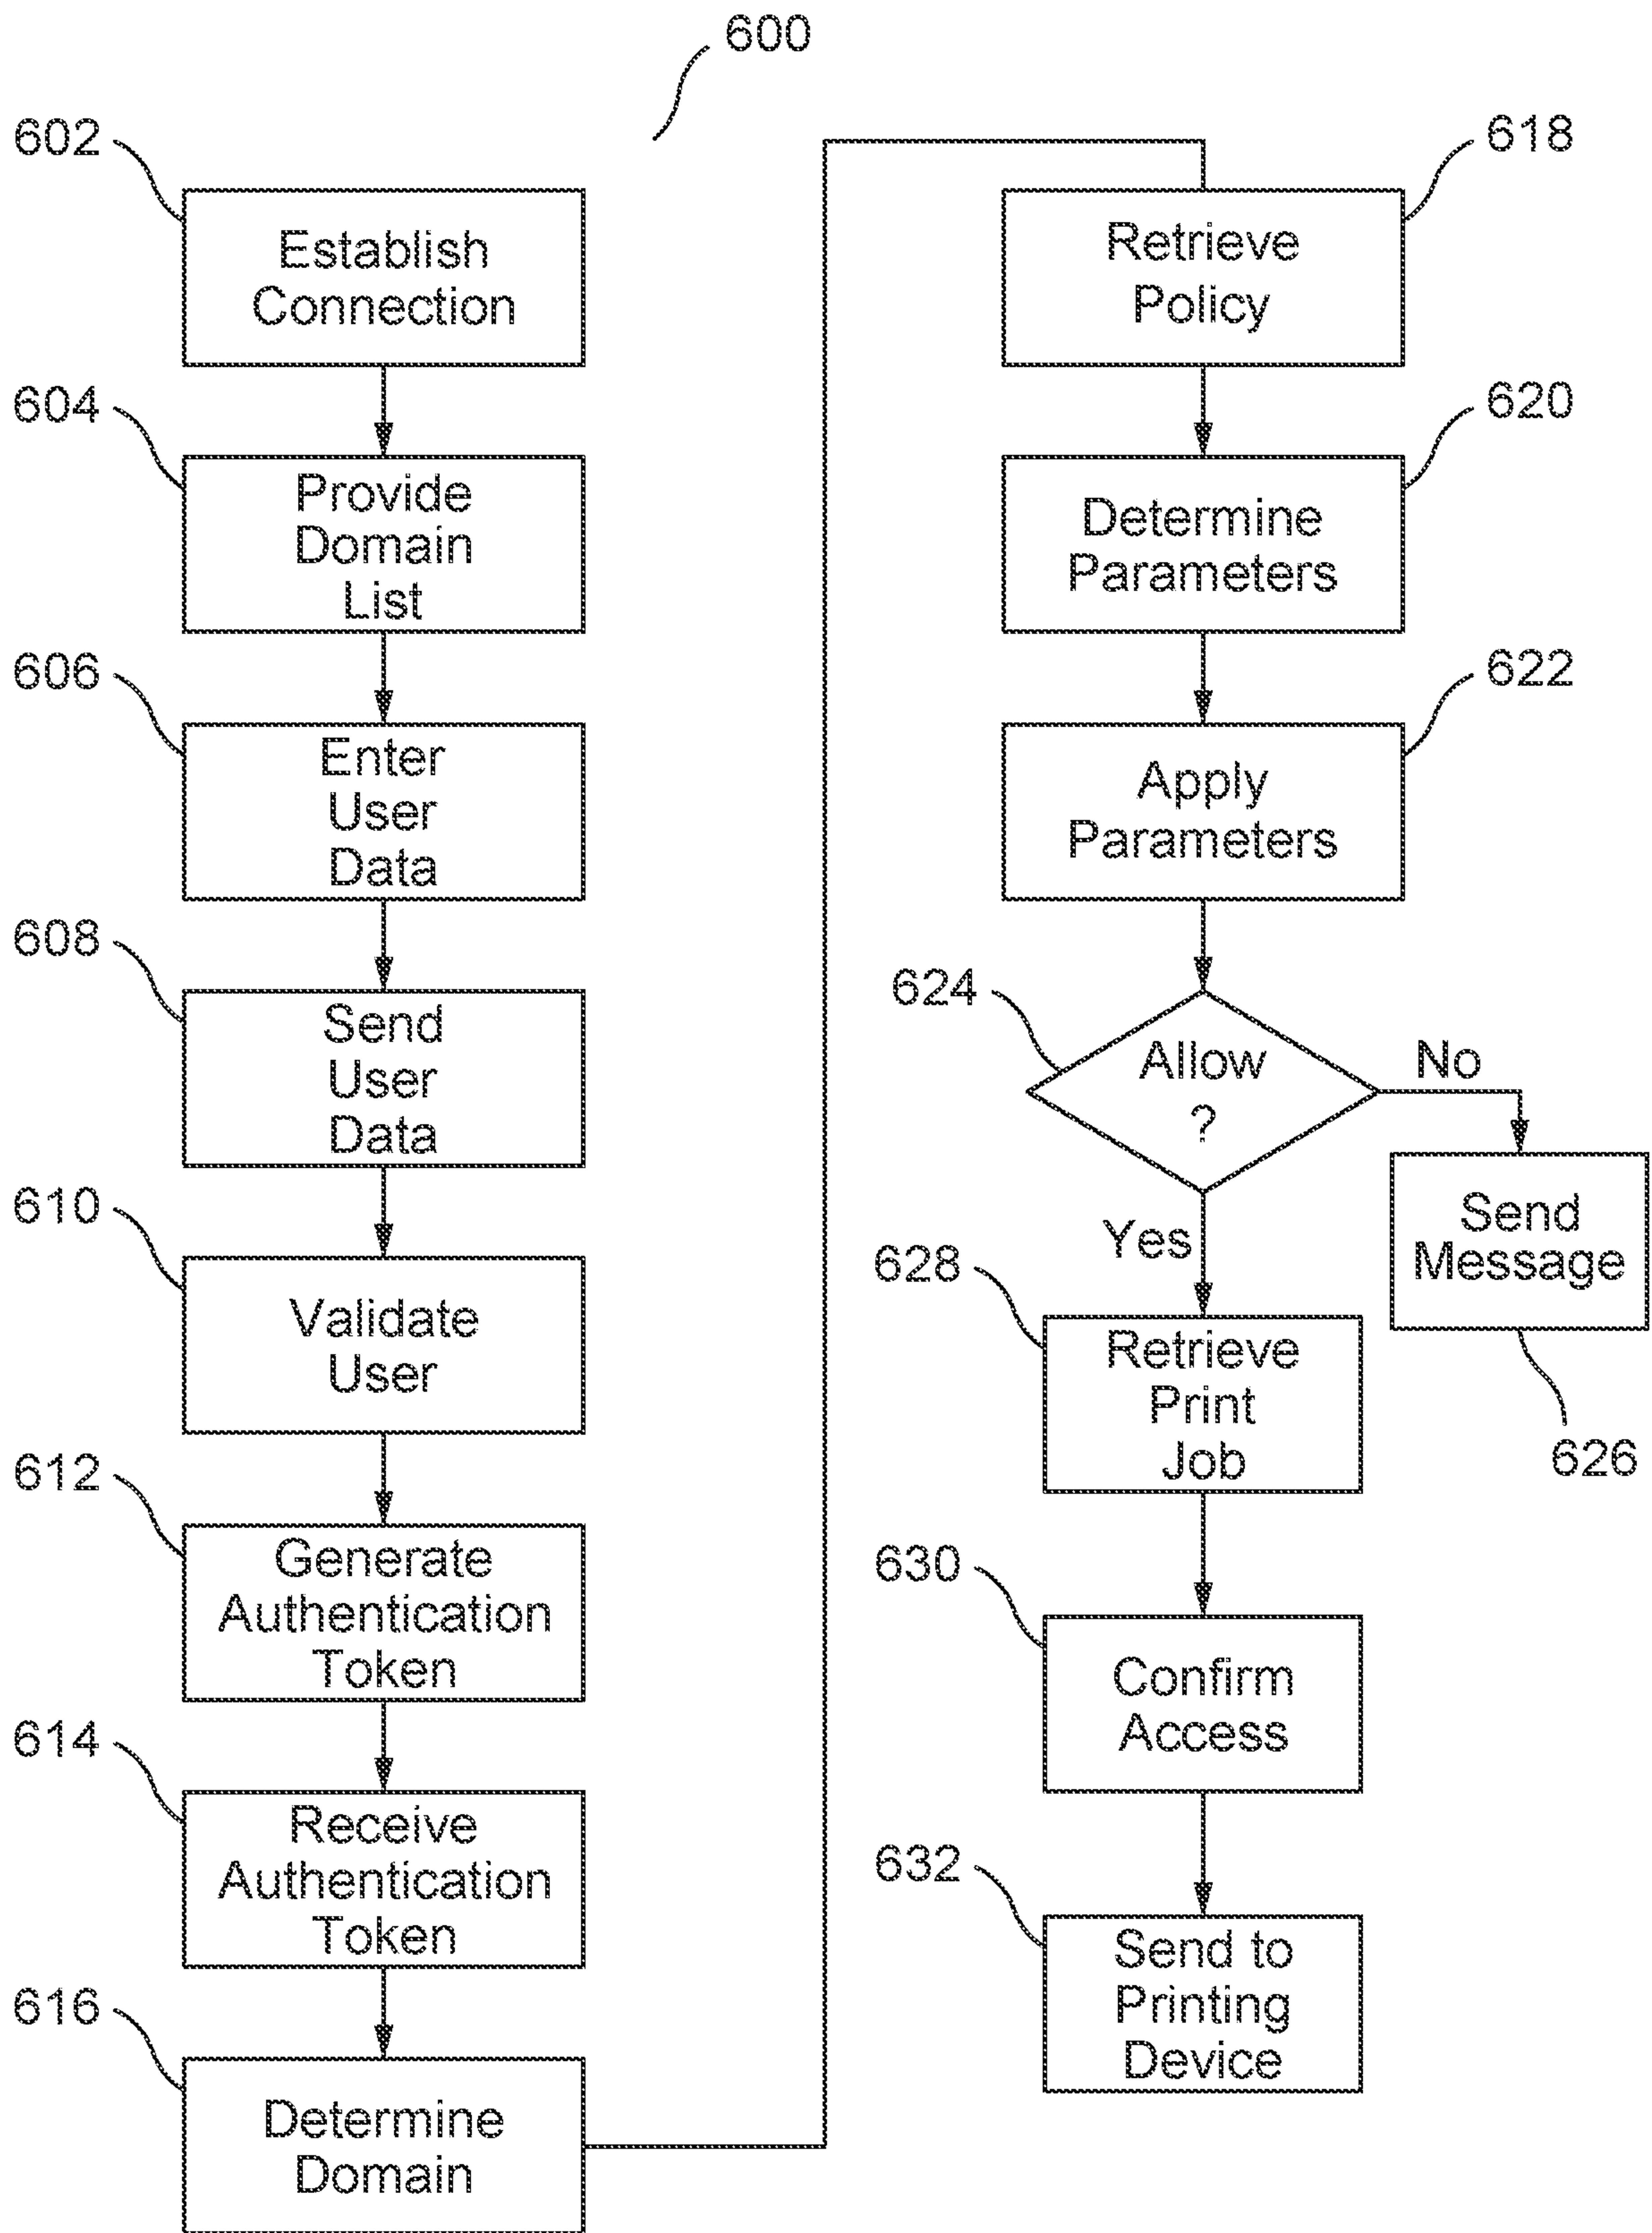 600
602
Establish
Connection
604
Provide
Domain
List
606
Enter
User
Data
608
Send
User
Data
610
Validate
User
612
Generate
Authentication
Token
614
Receive
Authentication
Token
616
Determine
Domain
618
Retrieve
Policy
620
Determine
Parameters
622
Apply
Parameters
624
Allow
?
No
Send
Message
626
Yes
628
Retrieve
Print
Job
630
Confirm
Access
632
Send to
Printing
Device